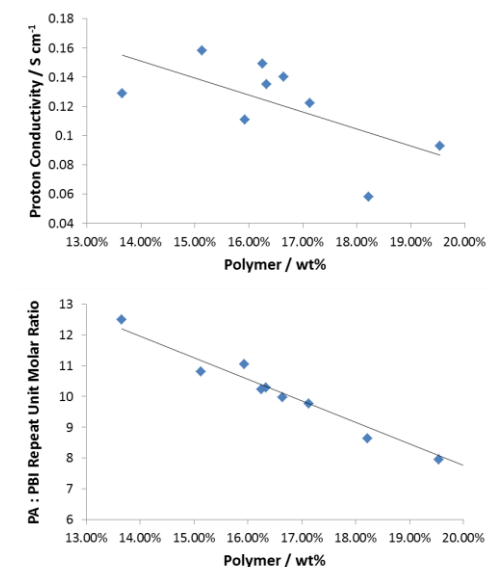 Proton Conductivity / S cm-1
0.18
0.16
0.14
0.12
0.1
0.08
0.06
0.04
13.00% 14.00% 15.00% 16.00% 17.00% 18.00% 19.00% 20.00%
Polymer / wt%
PA : PBI Repeat Unit Molar Ratio
13
12
11
10
9
8
7
6
13.00% 14.00% 15.00% 16.00% 17.00% 18.00% 19.00% 20.00%
Polymer / wt%